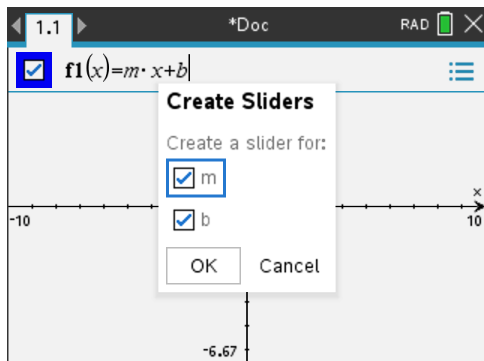 1.1 *Doc RAD
f1(x)=m·x+b
Create Sliders
Create a slider for:
m
b
OK Cancel
x
-10 10
-6.67